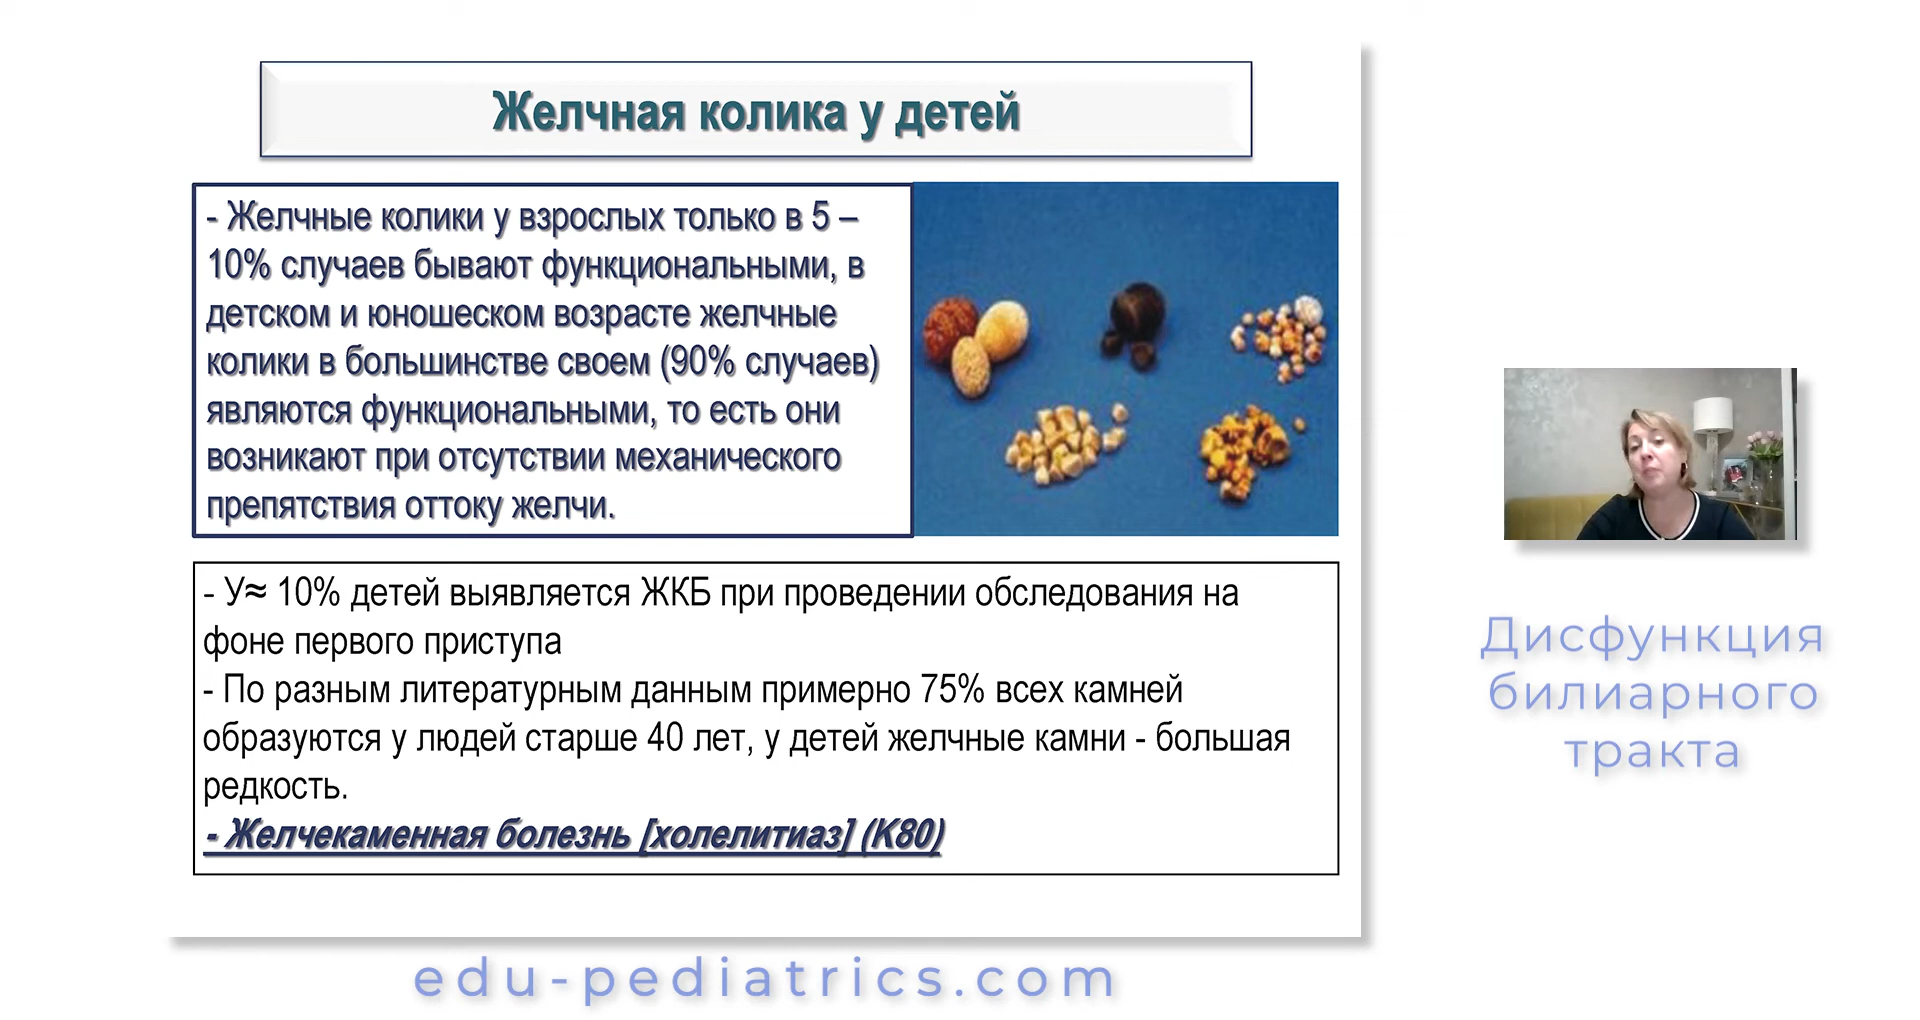 Желчная колика у детей
- Желчные колики у взрослых только в 5 –
10% случаев бывают функциональными, в
детском и юношеском возрасте желчные
колики в большинстве своем (90% случаев)
являются функциональными, то есть они
возникают при отсутствии механического
препятствия оттоку желчи.
- У≈ 10% детей выявляется ЖКБ при проведении обследования на
фоне первого приступа
- По разным литературным данным примерно 75% всех камней
образуются у людей старше 40 лет, у детей желчные камни - большая
редкость.
- Желчекаменная болезнь [холелитиаз] (K80)
Дисфункция
билиарного
тракта
edu-pediatrics.com